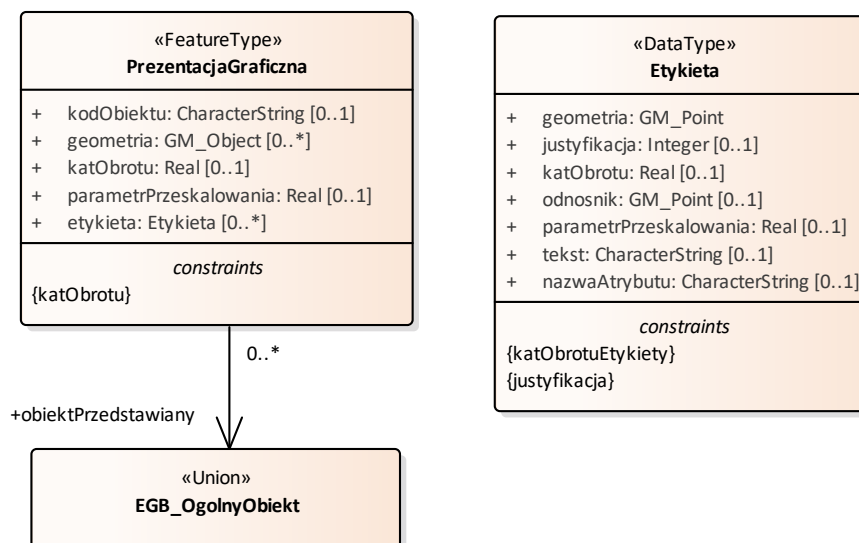 «FeatureType»
PrezentacjaGraficzna
+ kodObiektu: CharacterString [0..1]
+ geometria: GM_Object [0..*]
+ katObrotu: Real [0..1]
+ parametrPrzeskalowania: Real [0..1]
+ etykieta: Etykieta [0..*]
constraints
{katObrotu}
0..*
+obiektPrzedstawiany
«Union»
EGB_OgolnyObiekt
«DataType»
Etykieta
+ geometria: GM_Point
+ justyfikacja: Integer [0..1]
+ katObrotu: Real [0..1]
+ odnosnik: GM_Point [0..1]
+ parametrPrzeskalowania: Real [0..1]
+ tekst: CharacterString [0..1]
+ nazwaAtrybutu: CharacterString [0..1]
constraints
{katObrotuEtykiety}
{justyfikacja}